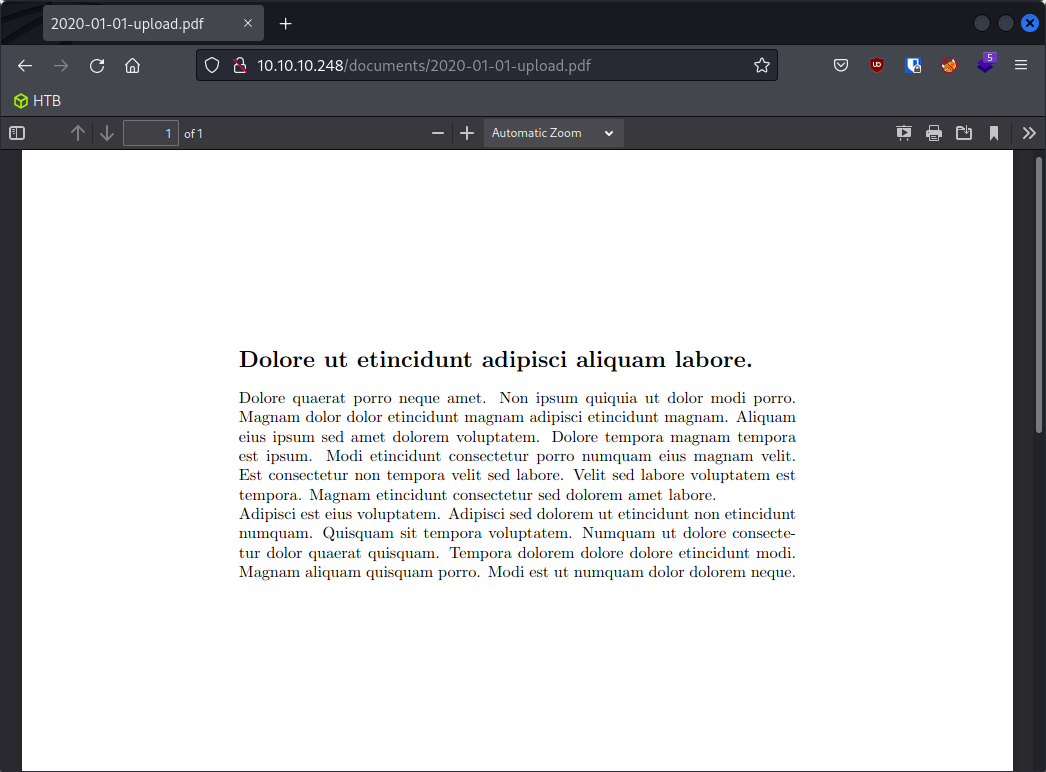 2020-01-01-upload.pdf
10.10.10.248/documents/2020-01-01-upload.pdf
5
HTB
1 of 1
Automatic Zoom
Dolore ut etincidunt adipisci aliquam labore.
Dolore quaerat porro neque amet. Non ipsum quiquia ut dolor modi porro.
Magnam dolor dolor etincidunt magnam adipisci etincidunt magnam. Aliquam
eius ipsum sed amet dolorem voluptatem. Dolore tempora magnam tempora
est ipsum. Modi etincidunt consectetur porro numquam eius magnam velit.
Est consectetur non tempora velit sed labore. Velit sed labore voluptatem est
tempora. Magnam etincidunt consectetur sed dolorem amet labore.
Adipisci est eius voluptatem. Adipisci sed dolorem ut etincidunt non etincidunt
numquam. Quisquam sit tempora voluptatem. Numquam ut dolore consecte-
tur dolor quaerat quisquam. Tempora dolorem dolore dolore etincidunt modi.
Magnam aliquam quisquam porro. Modi est ut numquam dolor dolorem neque.